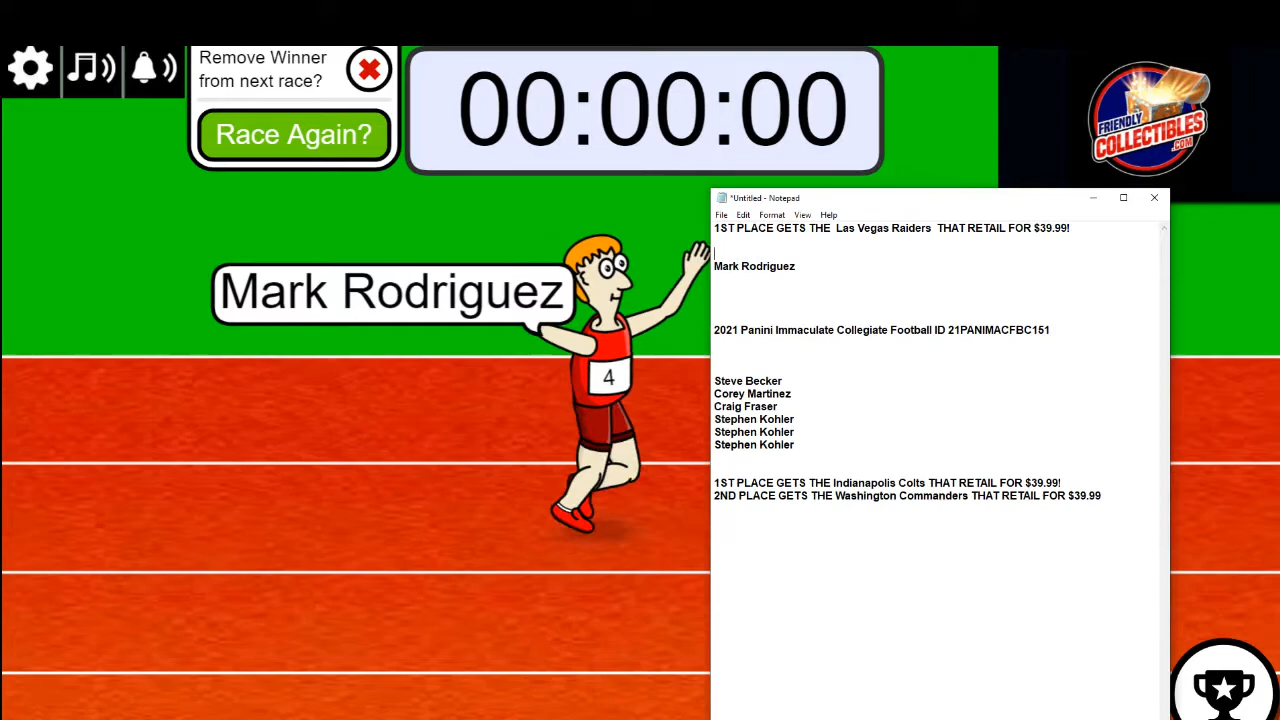 Remove Winner
from next race?
Race Again?
00:00:00
FRIENDLY
COLLECTIBLES
.COM
Mark Rodriguez
4
*Untitled - Notepad
File Edit Format View Help
1ST PLACE GETS THE  Las Vegas Raiders  THAT RETAIL FOR $39.99!
Mark Rodriguez
2021 Panini Immaculate Collegiate Football ID 21PANIMACFBC151
Steve Becker
Corey Martinez
Craig Fraser
Stephen Kohler
Stephen Kohler
Stephen Kohler
1ST PLACE GETS THE Indianapolis Colts THAT RETAIL FOR $39.99!
2ND PLACE GETS THE Washington Commanders THAT RETAIL FOR $39.99